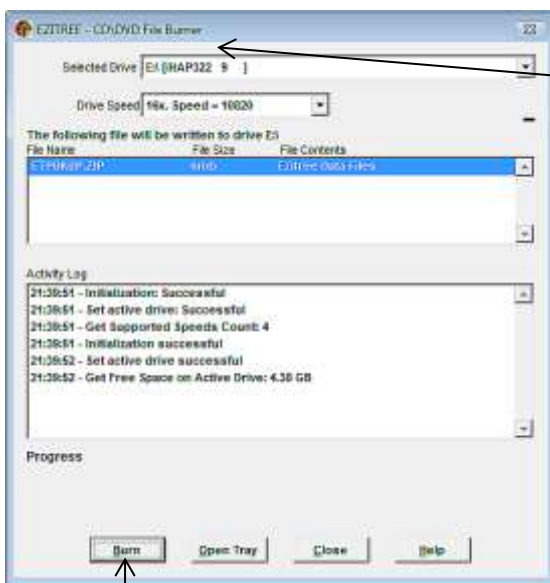 EZITREE - CD\DVD File Burner
Selected Drive E:\ [IHAP322 9 ]
Drive Speed 16x. Speed = 10820
The following file will be written to drive E:\
File Name File Size File Contents
Ezitree Data Files
Activity Log
21:39:51 - Initialization: Successful
21:39:51 - Set active drive: Successful
21:39:51 - Get Supported Speeds Count: 4
21:39:51 - Initialization successful
21:39:52 - Set active drive successful
21:39:52 - Get Free Space on Active Drive: 4.38 GB
Progress
Burn Open Tray Close Help